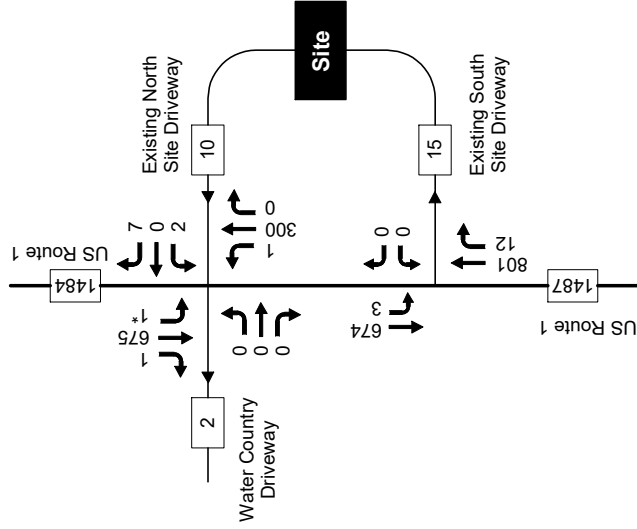 Site
Existing North
Site Driveway
10
Existing South
Site Driveway
15
US Route 1
1484
7
0
2
0
300
1
1*
675
1
0
0
0
2
Water Country
Driveway
0
0
12
801
3
674
1487
US Route 1